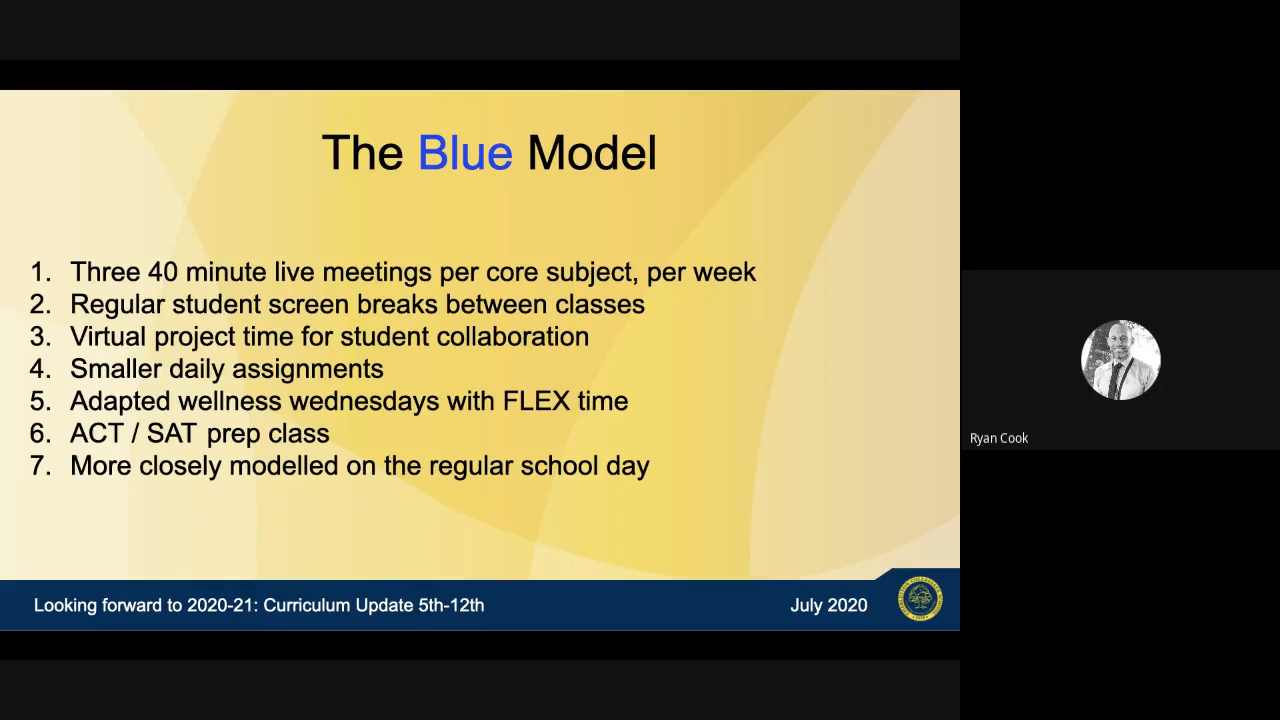 The Blue Model
1. Three 40 minute live meetings per core subject, per week
2. Regular student screen breaks between classes
3. Virtual project time for student collaboration
4. Smaller daily assignments
5. Adapted wellness wednesdays with FLEX time
6. ACT / SAT prep class
7. More closely modelled on the regular school day
Ryan Cook
Looking forward to 2020-21: Curriculum Update 5th-12th
July 2020